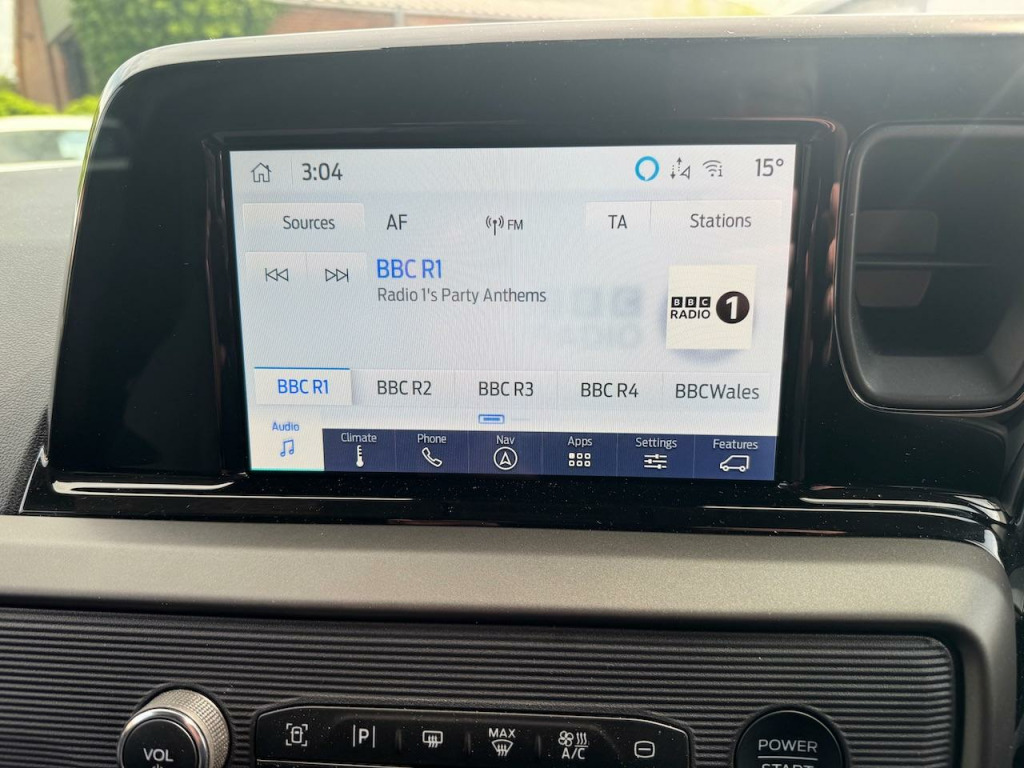 3:04 15°
Sources AF FM TA Stations
BBC R1
Radio 1's Party Anthems
BBC
RADIO 1
BBC R1 BBC R2 BBC R3 BBC R4 BBCWales
Audio Climate Phone Nav Apps Settings Features
VOL
P
MAX
A/C
POWER
START